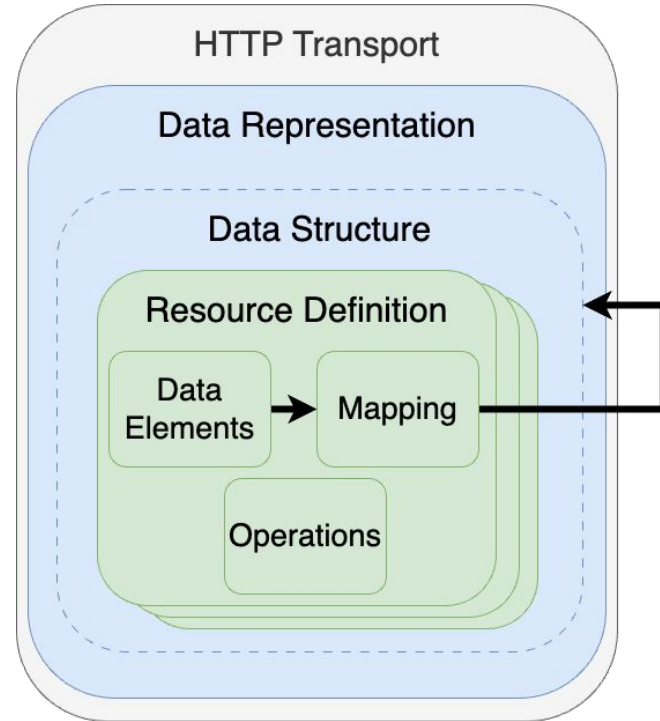 HTTP Transport
Data Representation
Data Structure
Resource Definition
Data
Elements
Mapping
Operations